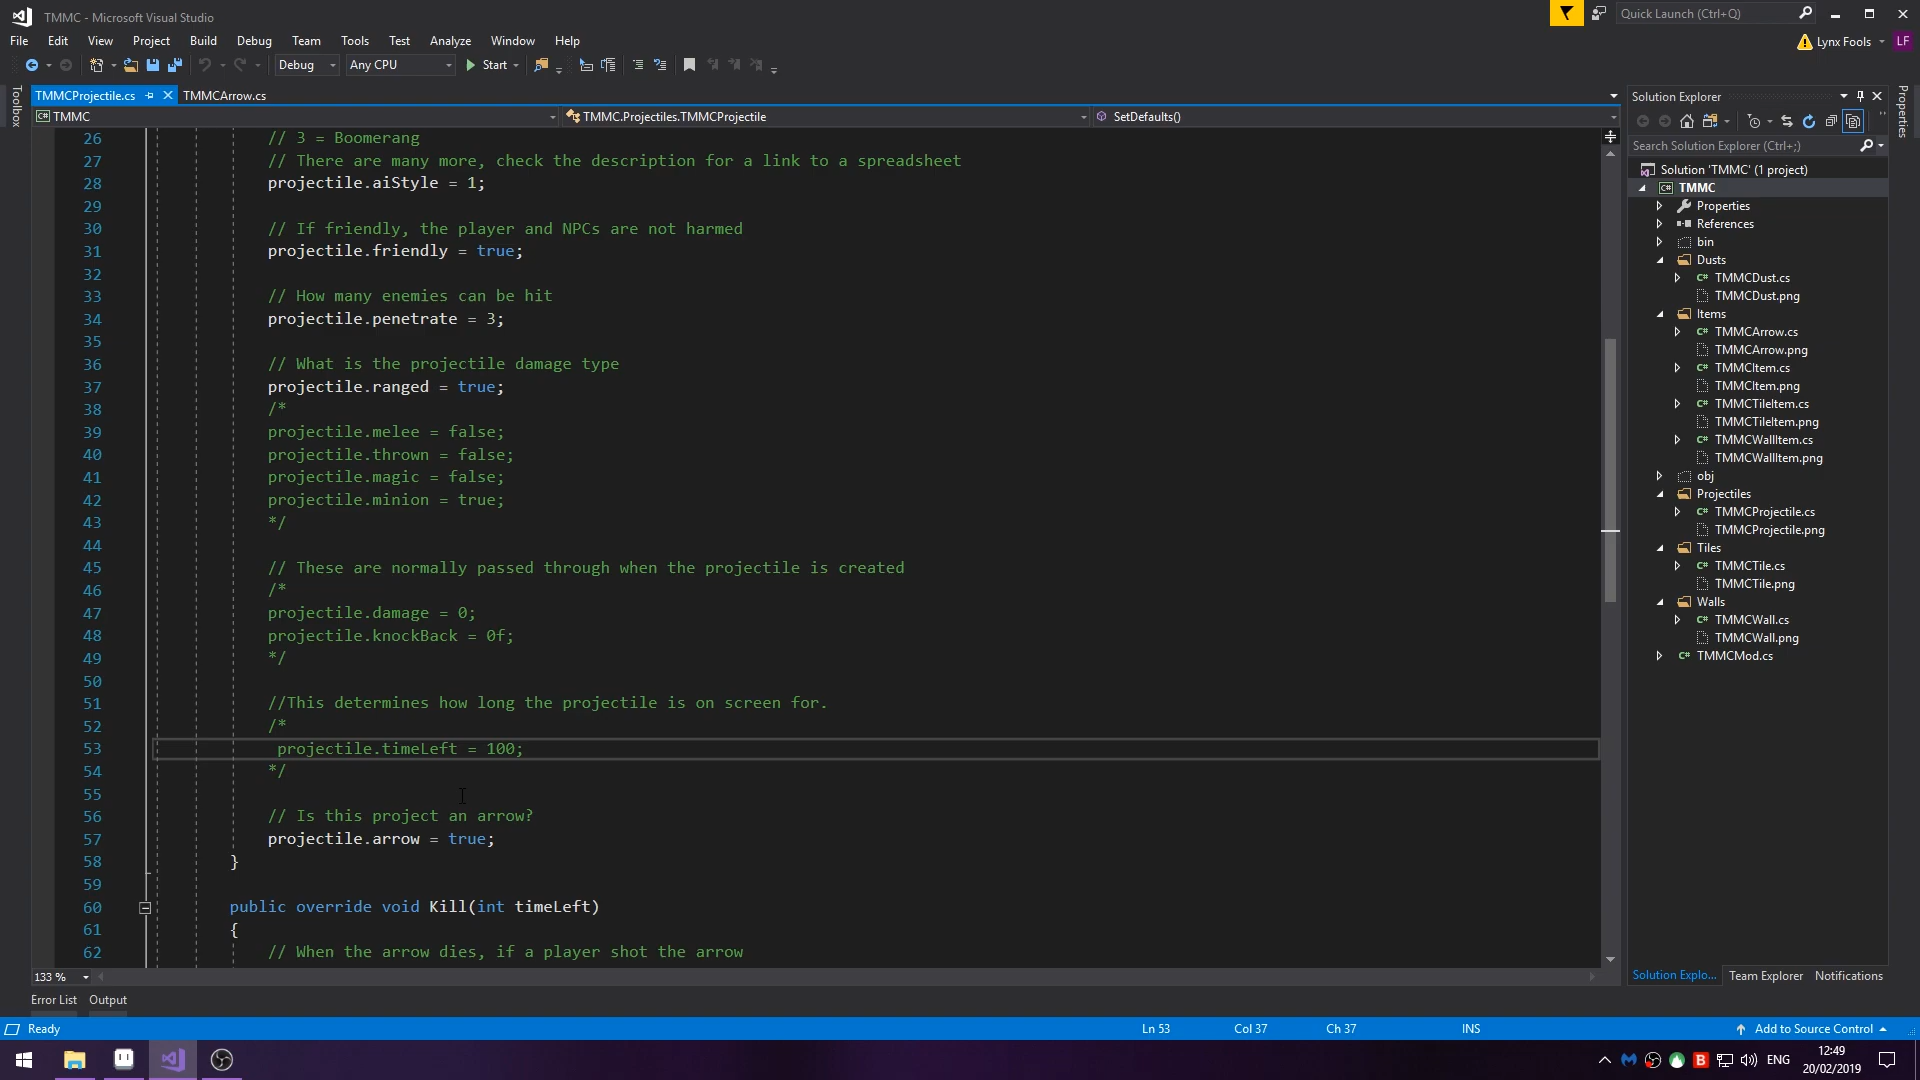 TMMC - Microsoft Visual Studio
Quick Launch (Ctrl+Q)
File Edit View Project Build Debug Team Tools Test Analyze Window Help
Lynx Fools LF
Debug Any CPU Start
Toolbox
TMMCProjectile.cs TMMCArrow.cs
TMMC TMMC.Projectiles.TMMCProjectile SetDefaults()
26 // 3 = Boomerang
27 // There are many more, check the description for a link to a spreadsheet
28 projectile.aiStyle = 1;
29
30 // If friendly, the player and NPCs are not harmed
31 projectile.friendly = true;
32
33 // How many enemies can be hit
34 projectile.penetrate = 3;
35
36 // What is the projectile damage type
37 projectile.ranged = true;
38 /*
39 projectile.melee = false;
40 projectile.thrown = false;
41 projectile.magic = false;
42 projectile.minion = true;
43 */
44
45 // These are normally passed through when the projectile is created
46 /*
47 projectile.damage = 0;
48 projectile.knockBack = 0f;
49 */
50
51 //This determines how long the projectile is on screen for.
52 /*
53 projectile.timeLeft = 100;
54 */
55
56 // Is this project an arrow?
57 projectile.arrow = true;
58 }
59
60 public override void Kill(int timeLeft)
61 {
62 // When the arrow dies, if a player shot the arrow
133 %
Error List Output
Solution Explorer
Search Solution Explorer (Ctrl+;)
Solution 'TMMC' (1 project)
C# TMMC
Properties
References
bin
Dusts
C# TMMCDust.cs
TMMCDust.png
Items
C# TMMCArrow.cs
TMMCArrow.png
C# TMMCItem.cs
TMMCItem.png
C# TMMCTileItem.cs
TMMCTileItem.png
C# TMMCWallItem.cs
TMMCWallItem.png
obj
Projectiles
C# TMMCProjectile.cs
TMMCProjectile.png
Tiles
C# TMMCTile.cs
TMMCTile.png
Walls
C# TMMCWall.cs
TMMCWall.png
C# TMMCMod.cs
Solution Explo... Team Explorer Notifications
Properties
Ready Ln 53 Col 37 Ch 37 INS Add to Source Control
ENG 12:49
20/02/2019